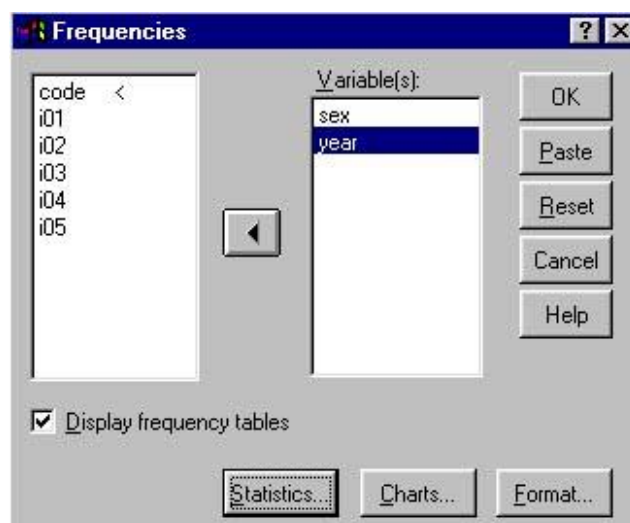 Frequencies
code <
i01
i02
i03
i04
i05
Variable(s):
sex
year
OK
Paste
Reset
Cancel
Help
Display frequency tables
Statistics...
Charts...
Format...